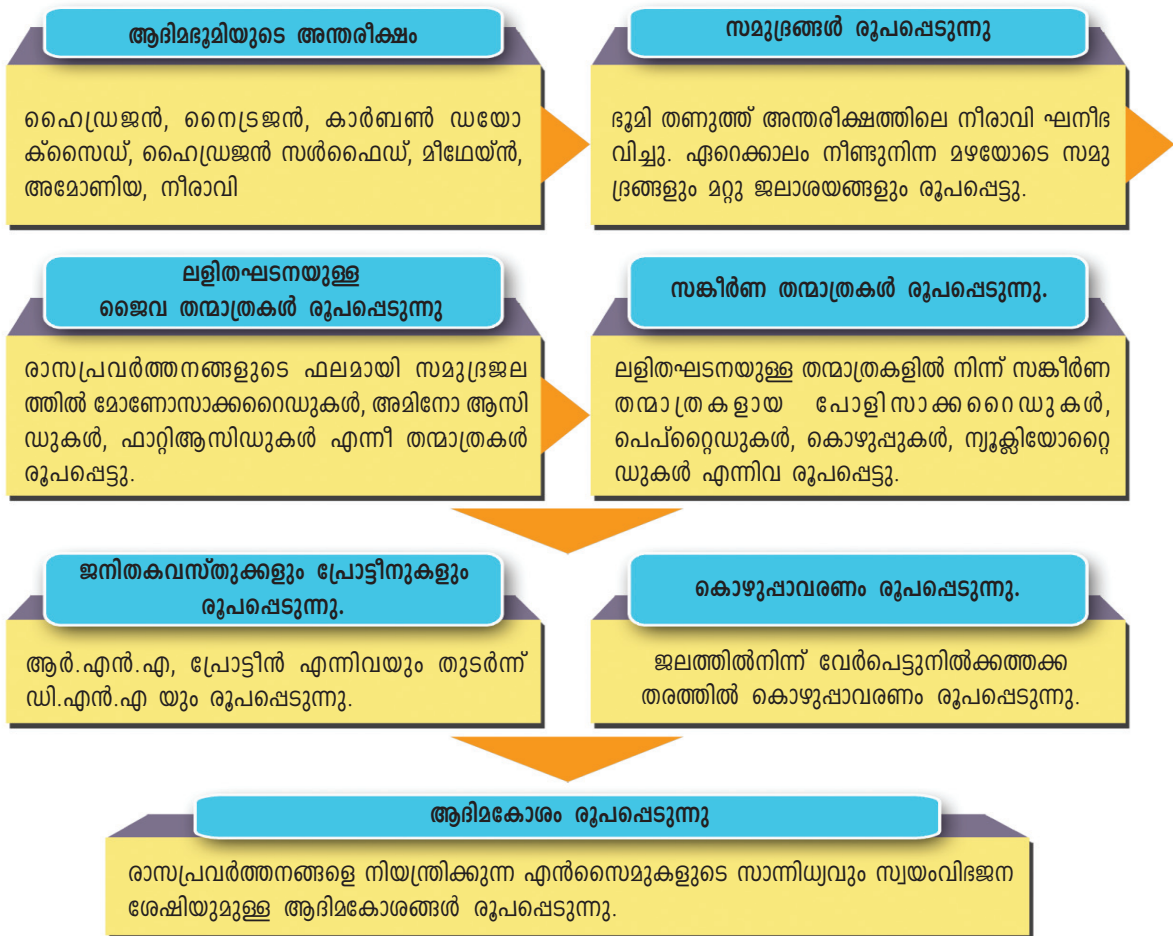 ആദിമഭൂമിയുടെ അന്തരീക്ഷം
ഹൈഡ്രജൻ, നൈട്രജൻ, കാർബൺ ഡയോ
ക്സൈഡ്, ഹൈഡ്രജൻ സൾഫൈഡ്, മീഥേയ്ൻ,
അമോണിയ, നീരാവി
സമുദ്രങ്ങൾ രൂപപ്പെടുന്നു
ഭൂമി തണുത്ത് അന്തരീക്ഷത്തിലെ നീരാവി ഘനീഭ
വിച്ചു. ഏറെക്കാലം നീണ്ടുനിന്ന മഴയോടെ സമു
ദ്രങ്ങളും മറ്റു ജലാശയങ്ങളും രൂപപ്പെട്ടു.
ലളിതഘടനയുള്ള
ജൈവ തന്മാത്രകൾ രൂപപ്പെടുന്നു
രാസപ്രവർത്തനങ്ങളുടെ ഫലമായി സമുദ്രജല
ത്തിൽ മോണോസാക്കറൈഡുകൾ, അമിനോ ആസി
ഡുകൾ, ഫാറ്റിആസിഡുകൾ എന്നീ തന്മാത്രകൾ
രൂപപ്പെട്ടു.
സങ്കീർണ തന്മാത്രകൾ രൂപപ്പെടുന്നു.
ലളിതഘടനയുള്ള തന്മാത്രകളിൽ നിന്ന് സങ്കീർണ
തന്മാത്രകളായ പോളിസാക്കറൈഡുകൾ,
പെപ്റ്റൈഡുകൾ, കൊഴുപ്പുകൾ, ന്യൂക്ലിയോറ്റൈ
ഡുകൾ എന്നിവ രൂപപ്പെട്ടു.
ജനിതകവസ്തുക്കളും പ്രോട്ടീനുകളും
രൂപപ്പെടുന്നു.
ആർ.എൻ.എ, പ്രോട്ടീൻ എന്നിവയും തുടർന്ന്
ഡി.എൻ.എ യും രൂപപ്പെടുന്നു.
കൊഴുപ്പാവരണം രൂപപ്പെടുന്നു.
ജലത്തിൽനിന്ന് വേർപെട്ടുനിൽക്കത്തക്ക
തരത്തിൽ കൊഴുപ്പാവരണം രൂപപ്പെടുന്നു.
ആദിമകോശം രൂപപ്പെടുന്നു
രാസപ്രവർത്തനങ്ങളെ നിയന്ത്രിക്കുന്ന എൻസൈമുകളുടെ സാന്നിധ്യവും സ്വയംവിഭജന
ശേഷിയുമുള്ള ആദിമകോശങ്ങൾ രൂപപ്പെടുന്നു.